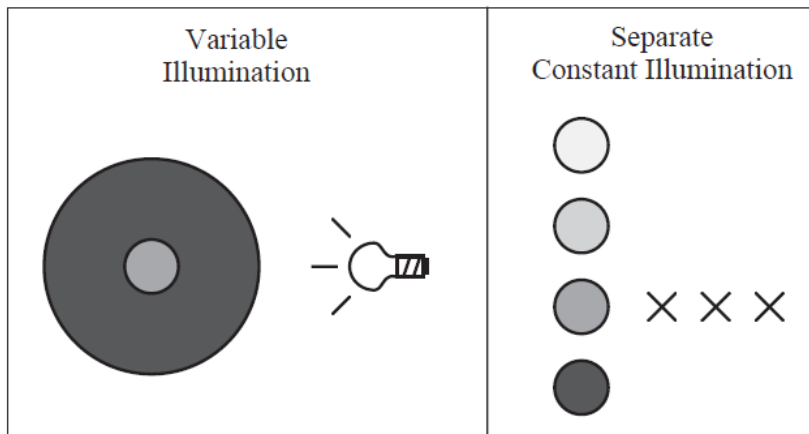 Variable
Illumination
Separate
Constant Illumination